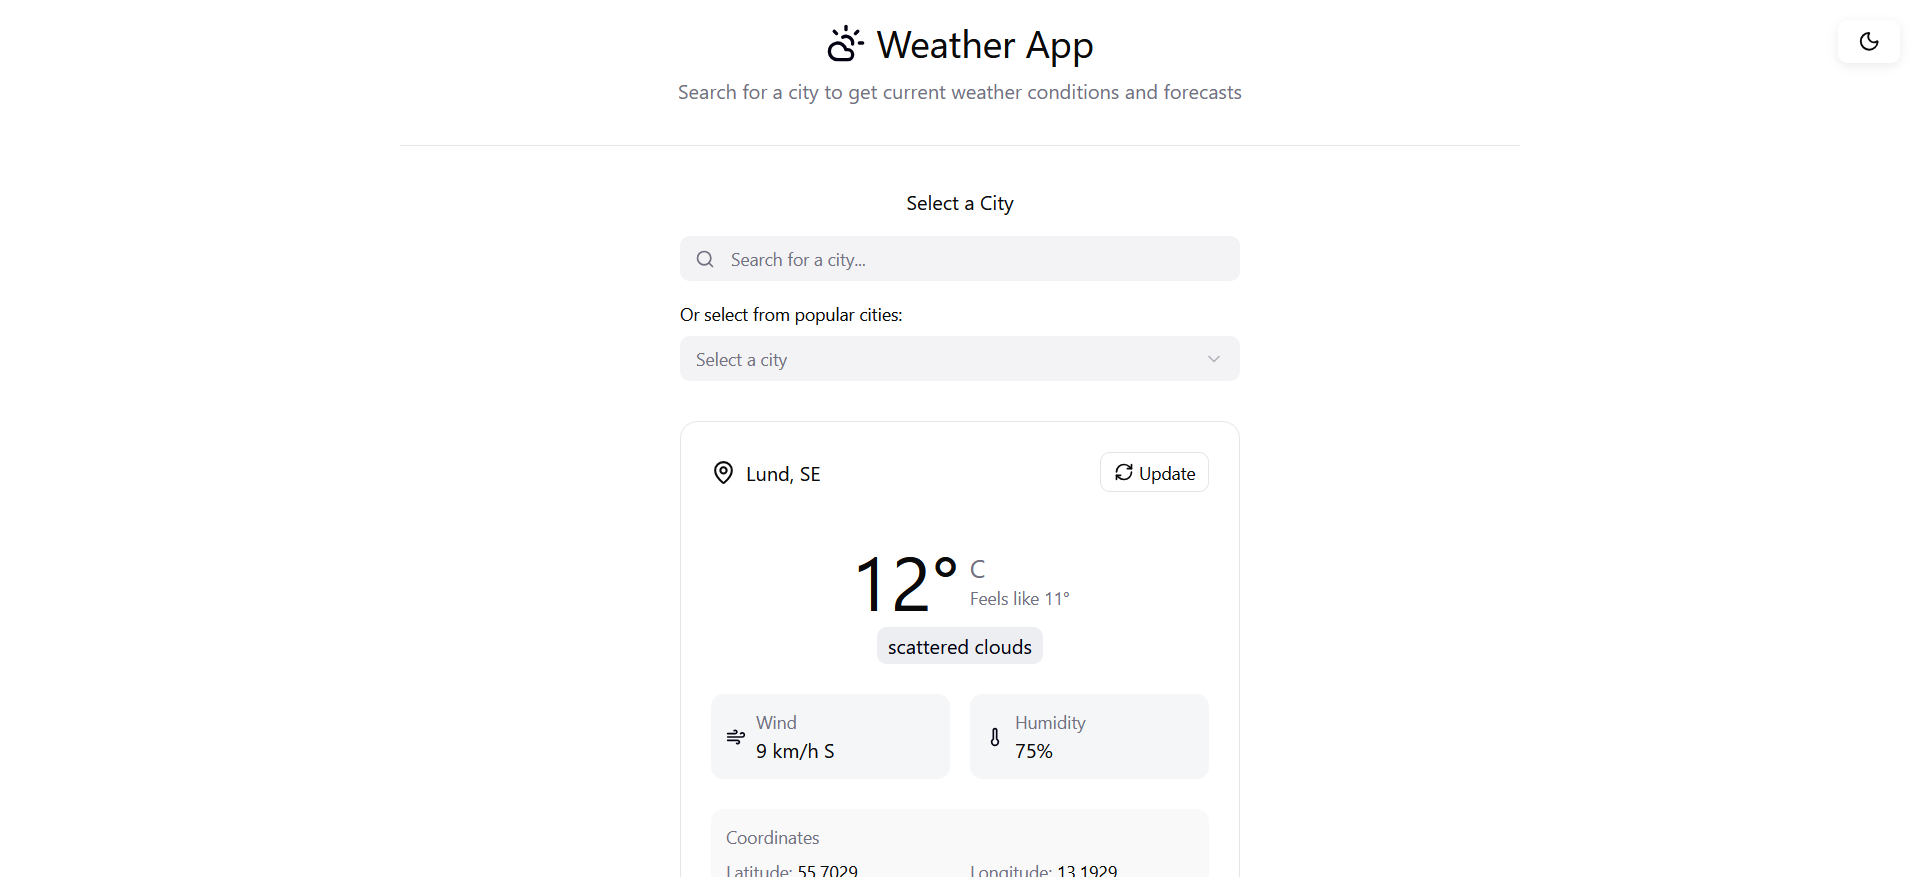 Weather App
Search for a city to get current weather conditions and forecasts
Select a City
Search for a city...
Or select from popular cities:
Select a city
Lund, SE
Update
12° C
Feels like 11°
scattered clouds
Wind
9 km/h S
Humidity
75%
Coordinates
Latitude: 55.7029
Longitude: 13.1929